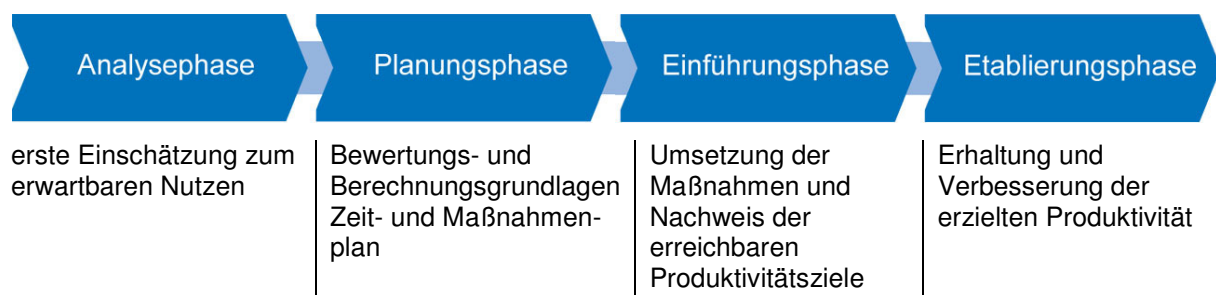 Analysephase
Planungsphase
Einführungsphase
Etablierungsphase
erste Einschätzung zum
erwartbaren Nutzen
Bewertungs- und
Berechnungsgrundlagen
Zeit- und Maßnahmen-
plan
Umsetzung der
Maßnahmen und
Nachweis der
erreichbaren
Produktivitätsziele
Erhaltung und
Verbesserung der
erzielten Produktivität